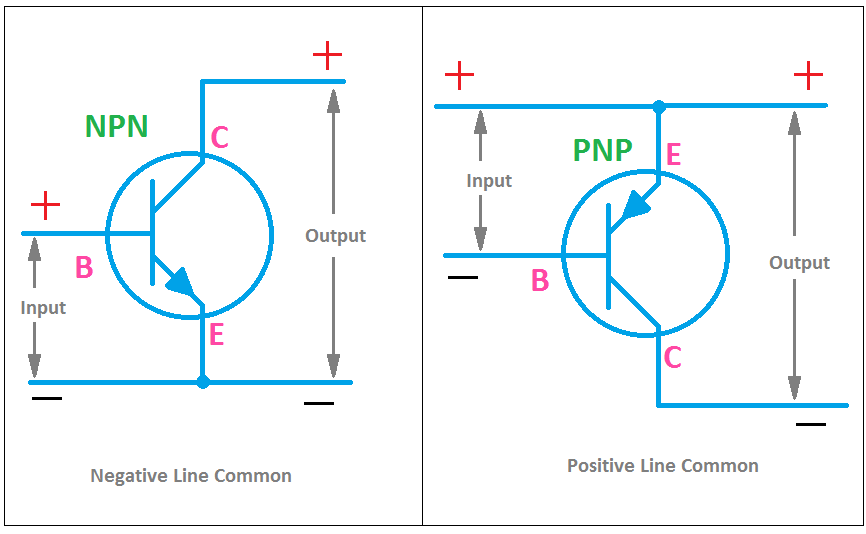 +
NPN
C
+
B
Input
Output
E
—
—
Negative Line Common
+
+
PNP
E
Input
Output
—
B
C
—
Positive Line Common